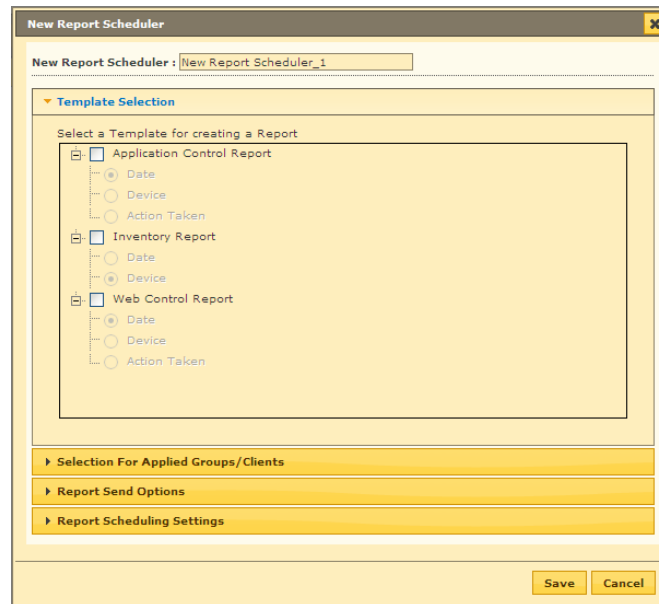 New Report Scheduler
New Report Scheduler : New Report Scheduler_1
Template Selection
Select a Template for creating a Report
Application Control Report
Date
Device
Action Taken
Inventory Report
Date
Device
Web Control Report
Date
Device
Action Taken
Selection For Applied Groups/Clients
Report Send Options
Report Scheduling Settings
Save Cancel